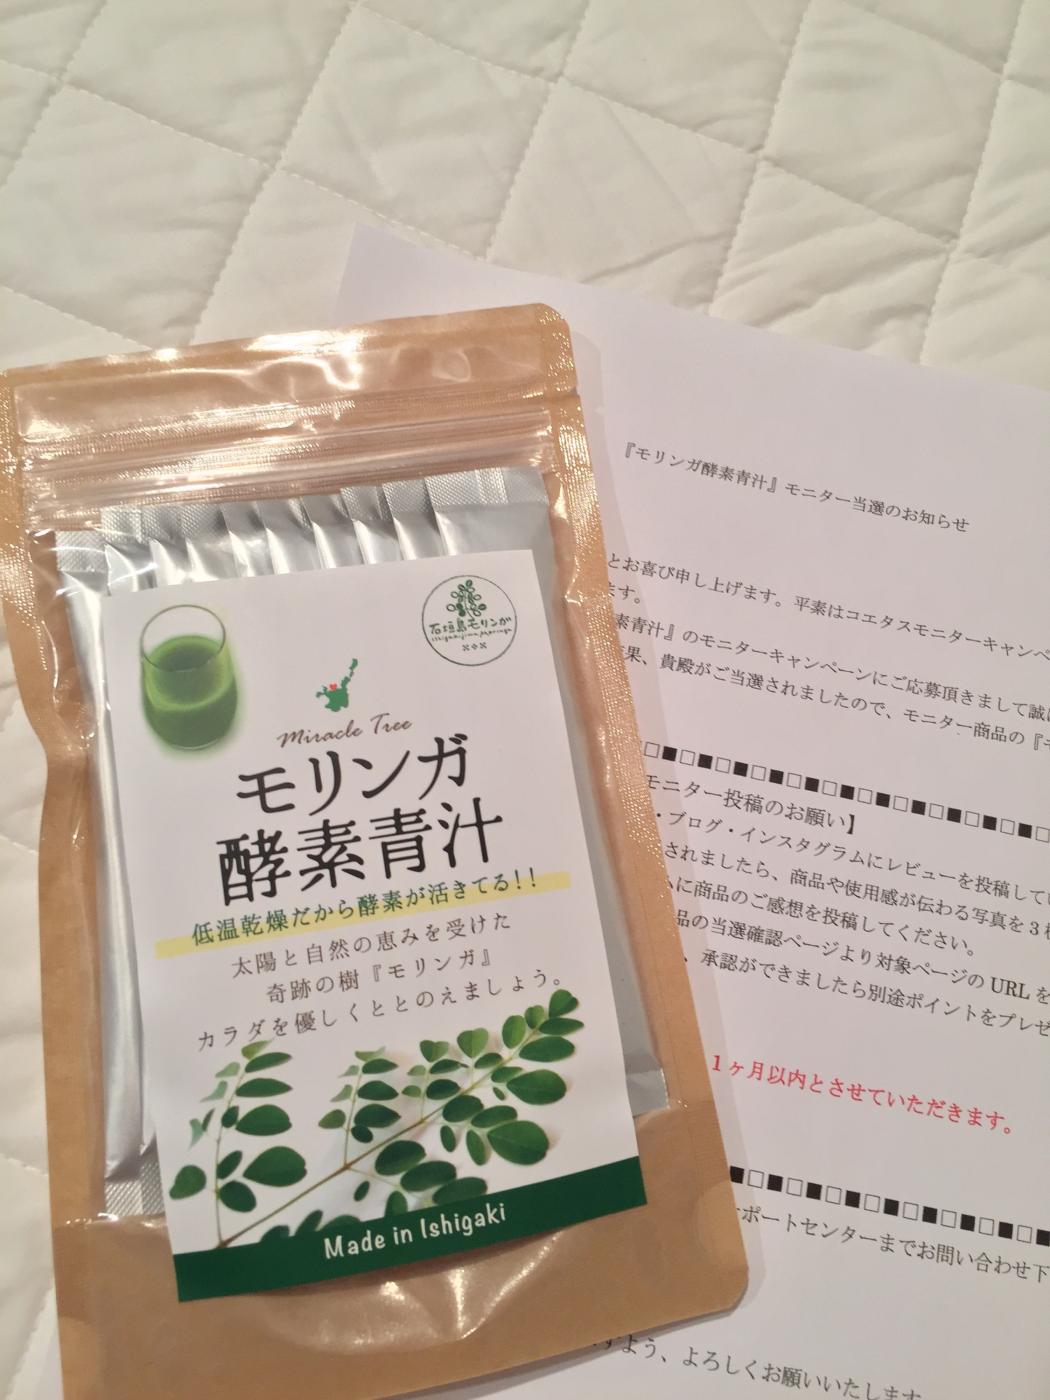 石垣島モリンガ
Ishigakijima Moringa
Miracle Tree
モリンガ
酵素青汁
低温乾燥だから酵素が活きてる!!
太陽と自然の恵みを受けた
奇跡の樹『モリンガ』
カラダを優しくととのえましょう。
Made in Ishigaki
『モリンガ酵素青汁』モニター当選のお知らせ
とお喜び申し上げます。平素はコエタスモニターキャンペ
ます。
素青汁』のモニターキャンペーンにご応募頂きまして誠に
果、貴殿がご当選されましたので、モニター商品の『モ
□■□■□■□■□■□■□■□■□■□■□■□
モニター投稿のお願い】
・ブログ・インスタグラムにレビューを投稿してい
されましたら、商品や使用感が伝わる写真を3枚
ムに商品のご感想を投稿してください。
品の当選確認ページより対象ページのURLを
、承認ができましたら別途ポイントをプレゼ
1ヶ月以内とさせていただきます。
■□■□■□■□■□■□■□■□■
ポートセンターまでお問い合わせ下
すよう、よろしくお願いいたします